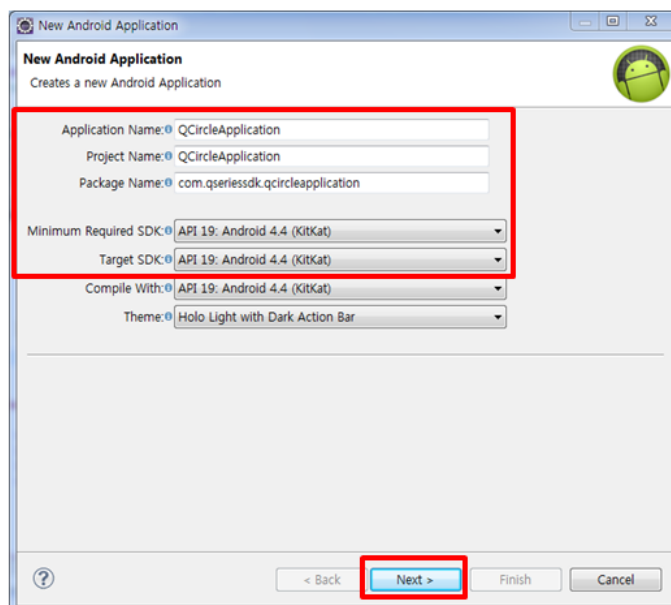 New Android Application
New Android Application
Creates a new Android Application
Application Name: QCircleApplication
Project Name: QCircleApplication
Package Name: com.qseriessdk.qcircleapplication
Minimum Required SDK: API 19: Android 4.4 (KitKat)
Target SDK: API 19: Android 4.4 (KitKat)
Compile With: API 19: Android 4.4 (KitKat)
Theme: Holo Light with Dark Action Bar
? < Back Next > Finish Cancel